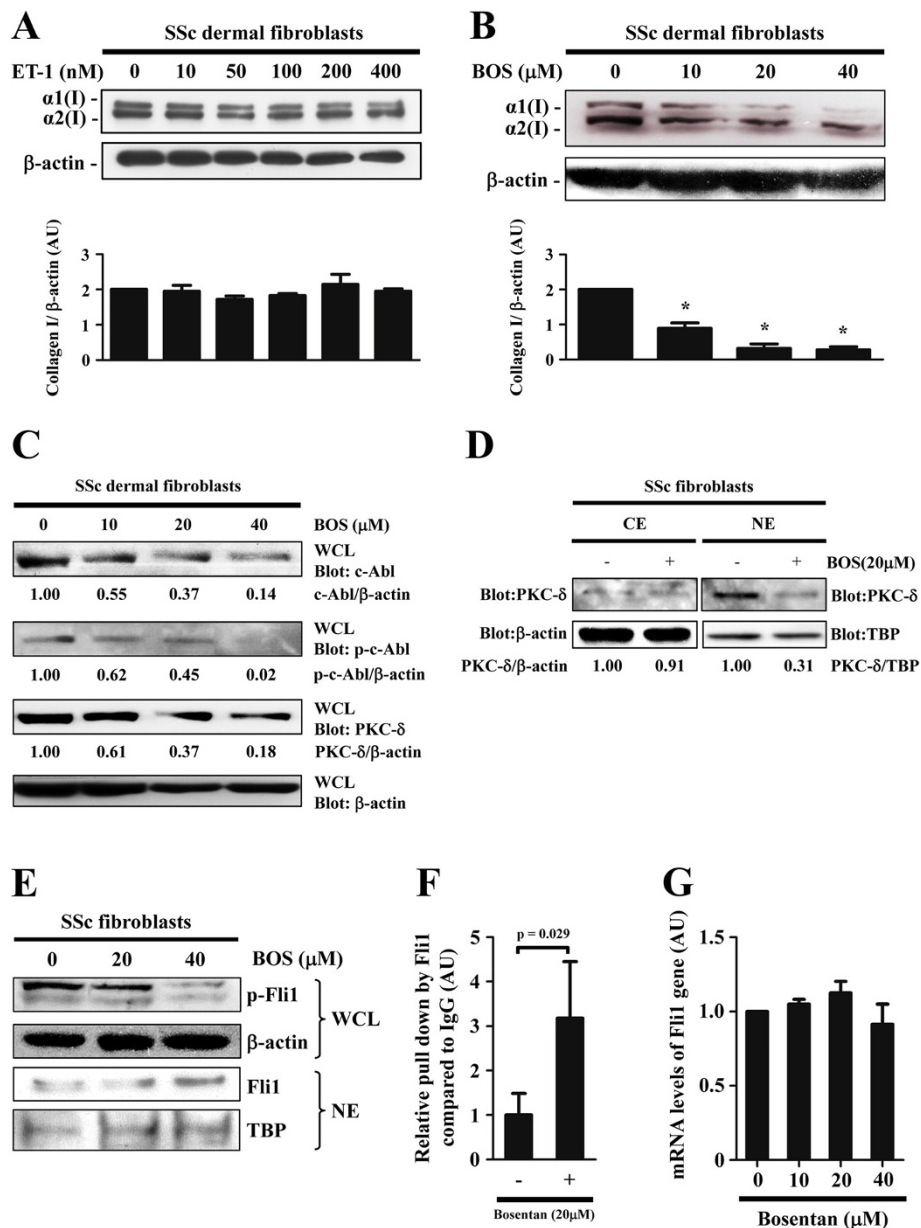 A
SSc dermal fibroblasts
ET-1 (nM) 0 10 50 100 200 400
α1(I) -
α2(I) -
β-actin -
Collagen I/ β-actin (AU)
3
2
1
0
B
SSc dermal fibroblasts
BOS (μM) 0 10 20 40
α1(I) -
α2(I) -
β-actin -
Collagen I/ β-actin (AU)
3
2
1
0
* * *
C
SSc dermal fibroblasts
0 10 20 40 BOS (μM)
WCL
Blot: c-Abl
1.00 0.55 0.37 0.14 c-Abl/β-actin
WCL
Blot: p-c-Abl
1.00 0.62 0.45 0.02 p-c-Abl/β-actin
WCL
Blot: PKC-δ
1.00 0.61 0.37 0.18 PKC-δ/β-actin
WCL
Blot: β-actin
D
SSc fibroblasts
CE NE
- + - + BOS(20μM)
Blot:PKC-δ Blot:PKC-δ
Blot:β-actin Blot:TBP
PKC-δ/β-actin 1.00 0.91 1.00 0.31 PKC-δ/TBP
E
SSc fibroblasts
0 20 40 BOS (μM)
p-Fli1
β-actin
WCL
Fli1
TBP
NE
F
Relative pull down by Fli1
compared to IgG (AU)
5
4
3
2
1
0
p = 0.029
- +
Bosentan (20μM)
G
mRNA levels of Fli1 gene (AU)
1.5
1.0
0.5
0.0
0 10 20 40
Bosentan (μM)